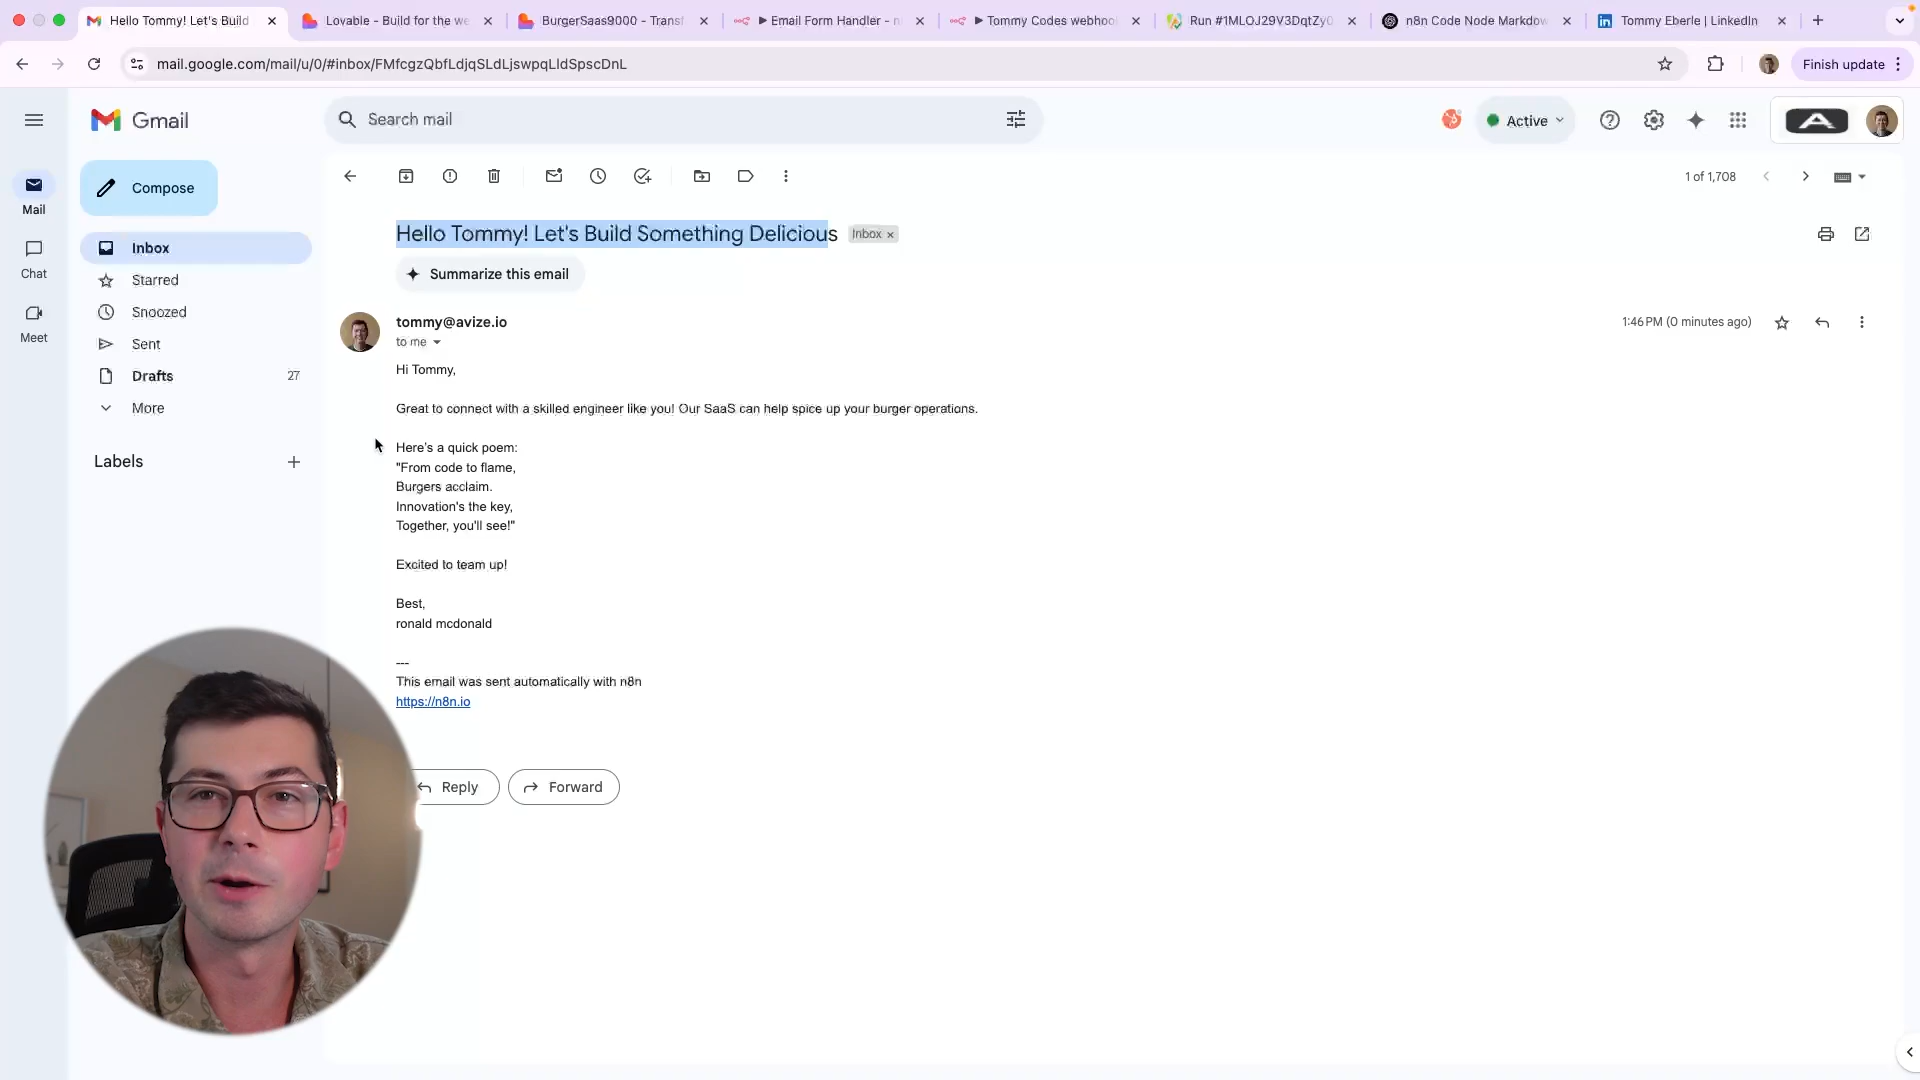 Hello Tommy! Let's Build
Lovable - Build for the we
BurgerSaas9000 - Transf
Email Form Handler - n
Tommy Codes webhoo
Run #1MLOJ29V3DqtZy
n8n Code Node Markdow
Tommy Eberle | LinkedIn
mail.google.com/mail/u/0/#inbox/FMfcgzQbfLdjqSLdLjswpqLldSpscDnL
Finish update
Gmail
Search mail
Active
Mail
Chat
Meet
Compose
Inbox
Starred
Snoozed
Sent
Drafts 27
More
Labels
1 of 1,708
Hello Tommy! Let's Build Something Delicious
Inbox
Summarize this email
tommy@avize.io
1:46 PM (0 minutes ago)
to me
Hi Tommy,
Great to connect with a skilled engineer like you! Our SaaS can help spice up your burger operations.
Here's a quick poem:
"From code to flame,
Burgers acclaim.
Innovation's the key,
Together, you'll see!"
Excited to team up!
Best,
ronald mcdonald
---
This email was sent automatically with n8n
https://n8n.io
Reply
Forward